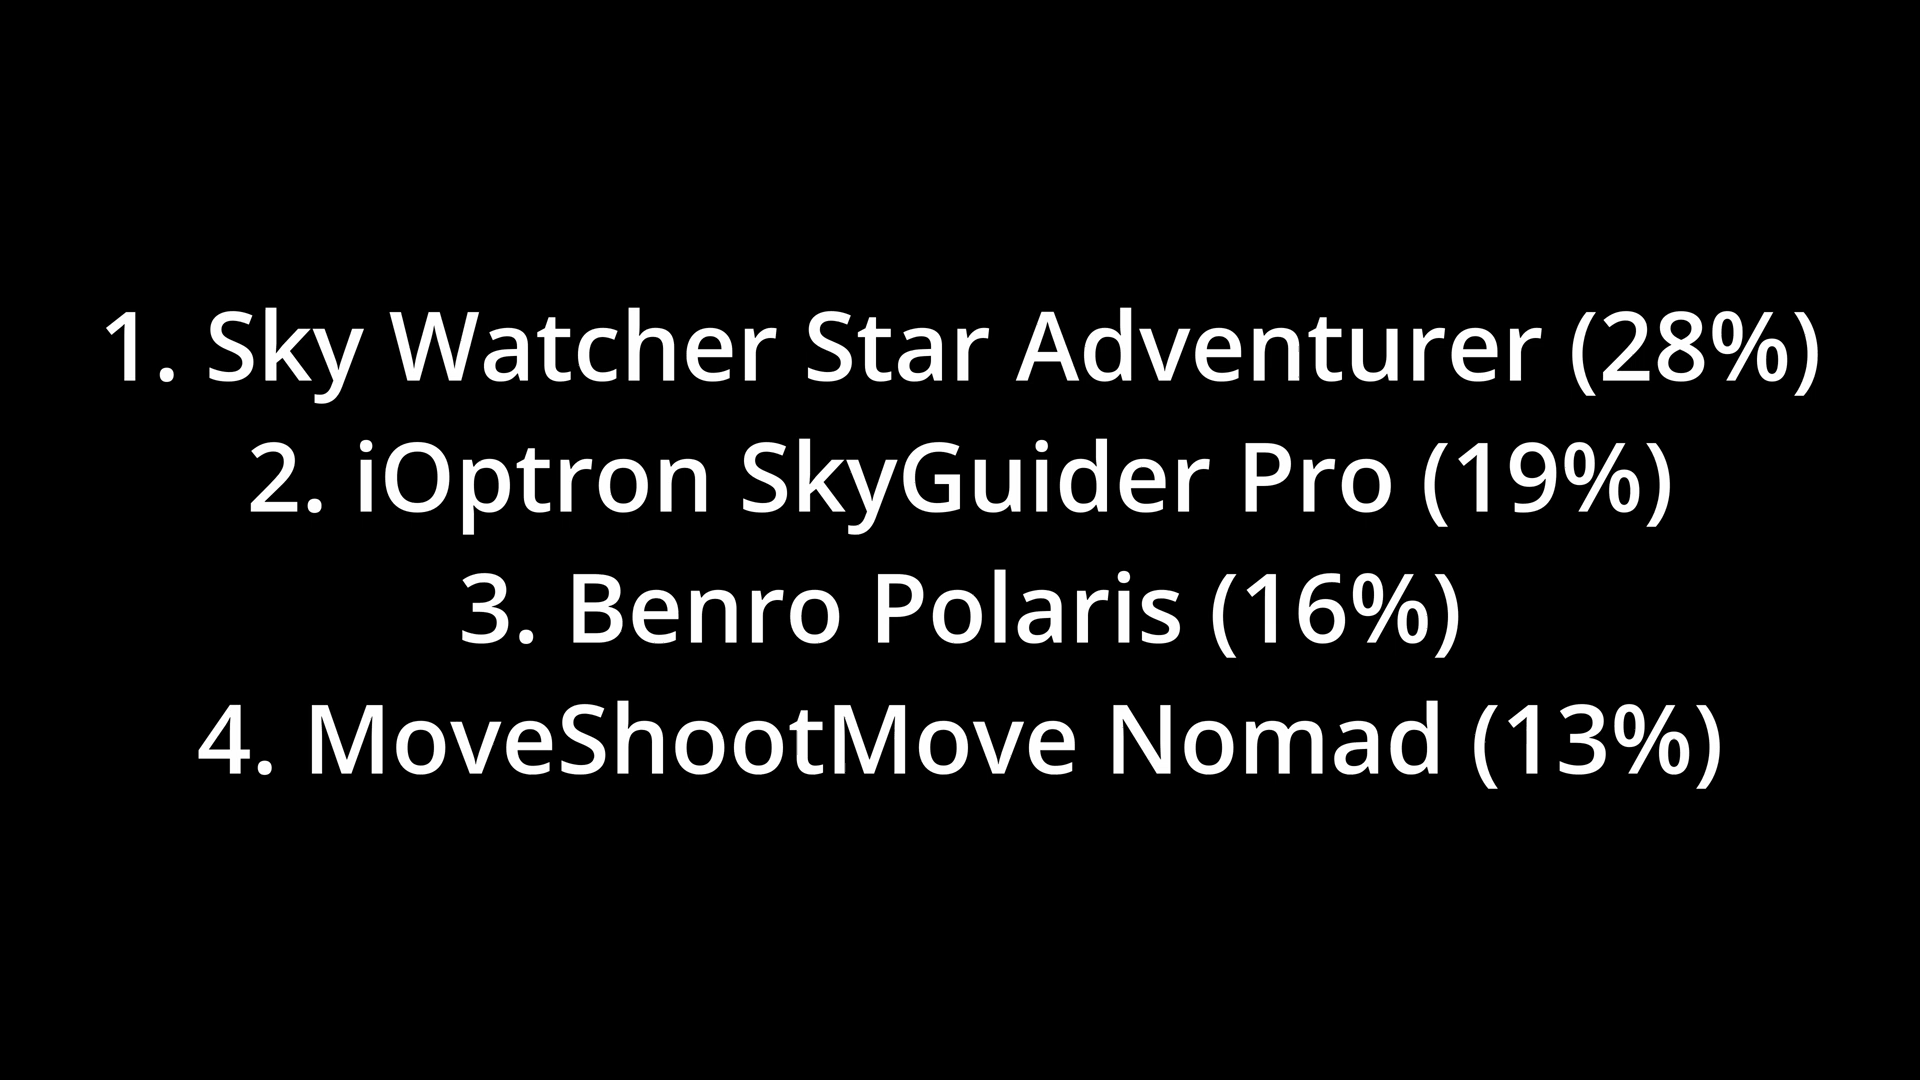 1. Sky Watcher Star Adventurer (28%)
2. iOptron SkyGuider Pro (19%)
3. Benro Polaris (16%)
4. MoveShootMove Nomad (13%)